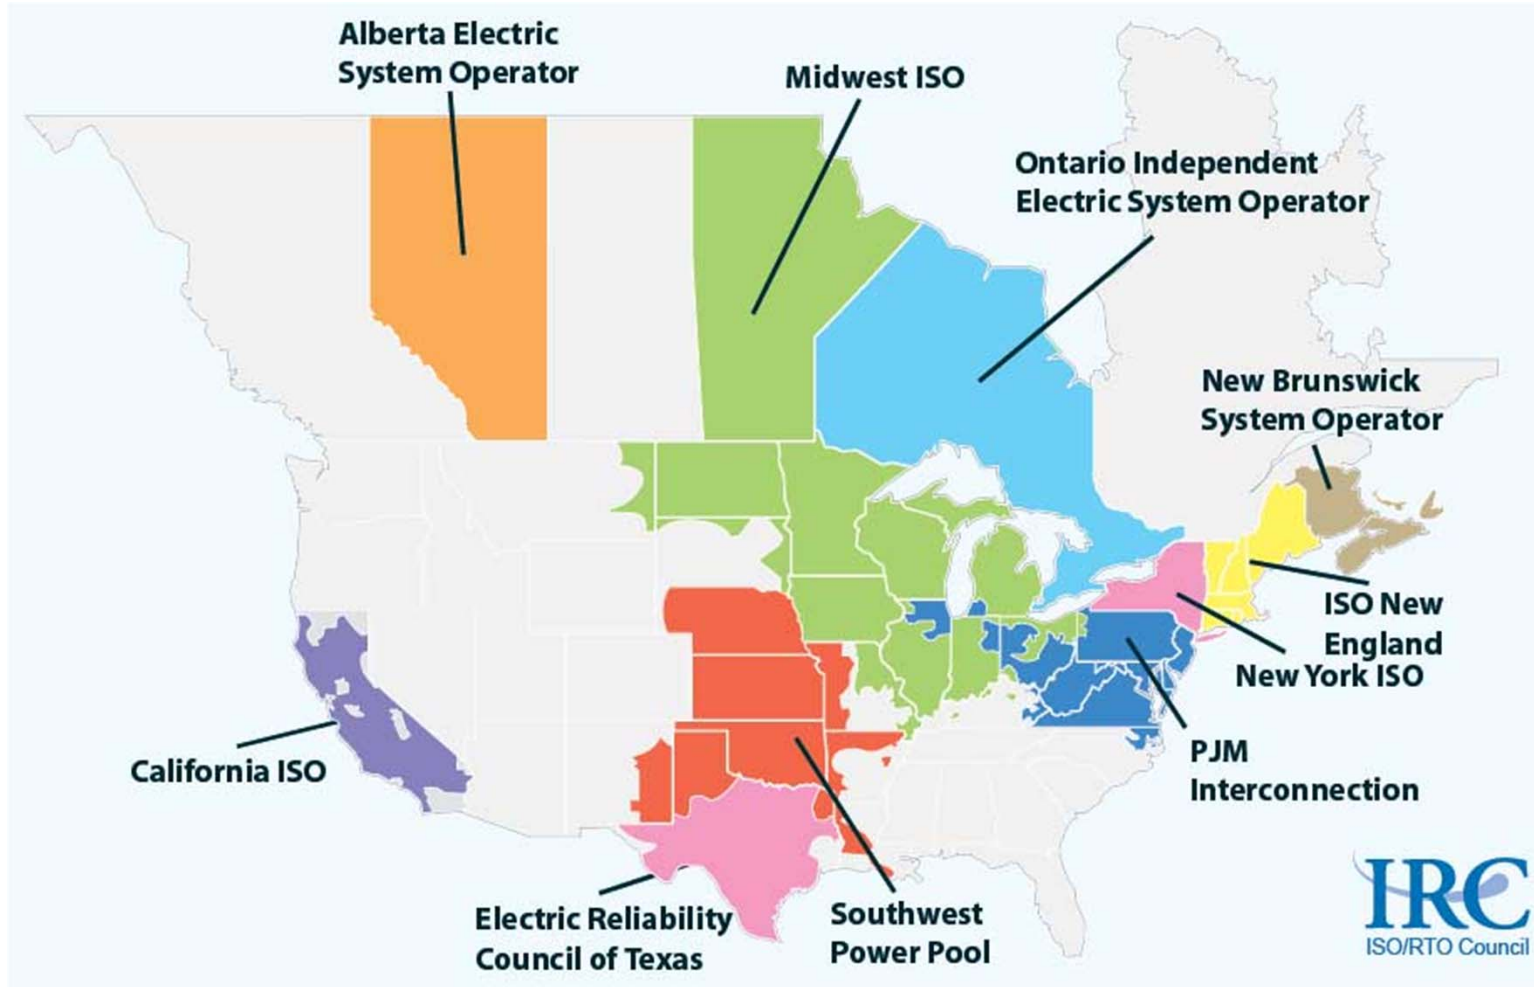 Alberta Electric
System Operator
Midwest ISO
Ontario Independent
Electric System Operator
New Brunswick
System Operator
ISO New
England
New York ISO
PJM
Interconnection
California ISO
Electric Reliability
Council of Texas
Southwest
Power Pool
IRC
ISO/RTO Council